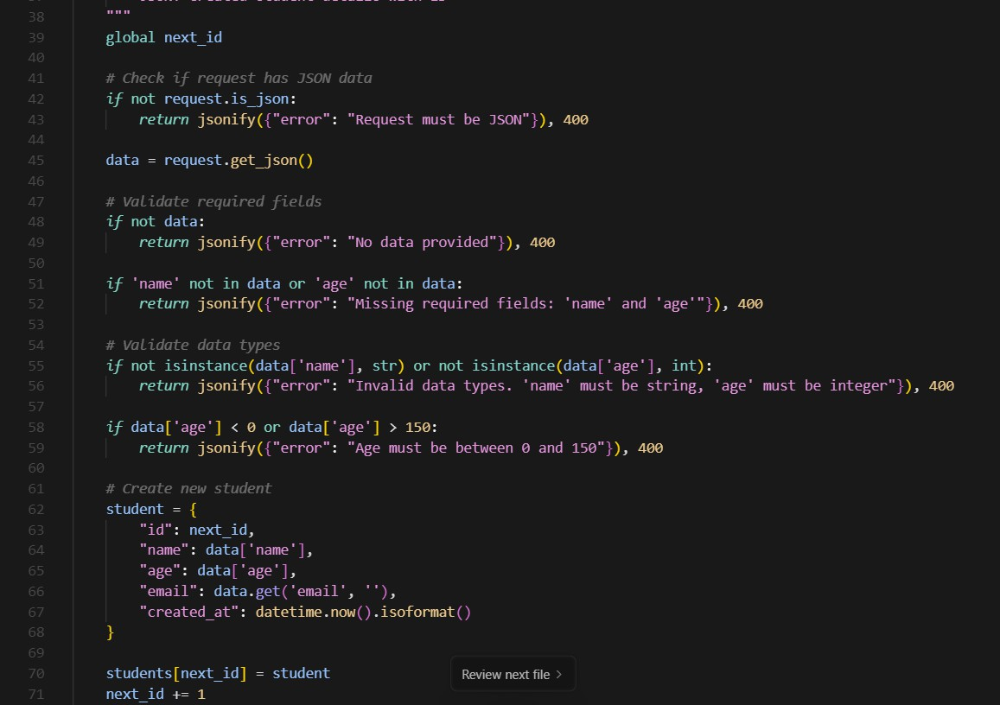 38 """
39 global next_id
40
41 # Check if request has JSON data
42 if not request.is_json:
43 return jsonify({"error": "Request must be JSON"}), 400
44
45 data = request.get_json()
46
47 # Validate required fields
48 if not data:
49 return jsonify({"error": "No data provided"}), 400
50
51 if 'name' not in data or 'age' not in data:
52 return jsonify({"error": "Missing required fields: 'name' and 'age'"}), 400
53
54 # Validate data types
55 if not isinstance(data['name'], str) or not isinstance(data['age'], int):
56 return jsonify({"error": "Invalid data types. 'name' must be string, 'age' must be integer"}), 400
57
58 if data['age'] < 0 or data['age'] > 150:
59 return jsonify({"error": "Age must be between 0 and 150"}), 400
60
61 # Create new student
62 student = {
63 "id": next_id,
64 "name": data['name'],
65 "age": data['age'],
66 "email": data.get('email', ''),
67 "created_at": datetime.now().isoformat()
68 }
69
70 students[next_id] = student
Review next file >
71 next_id += 1